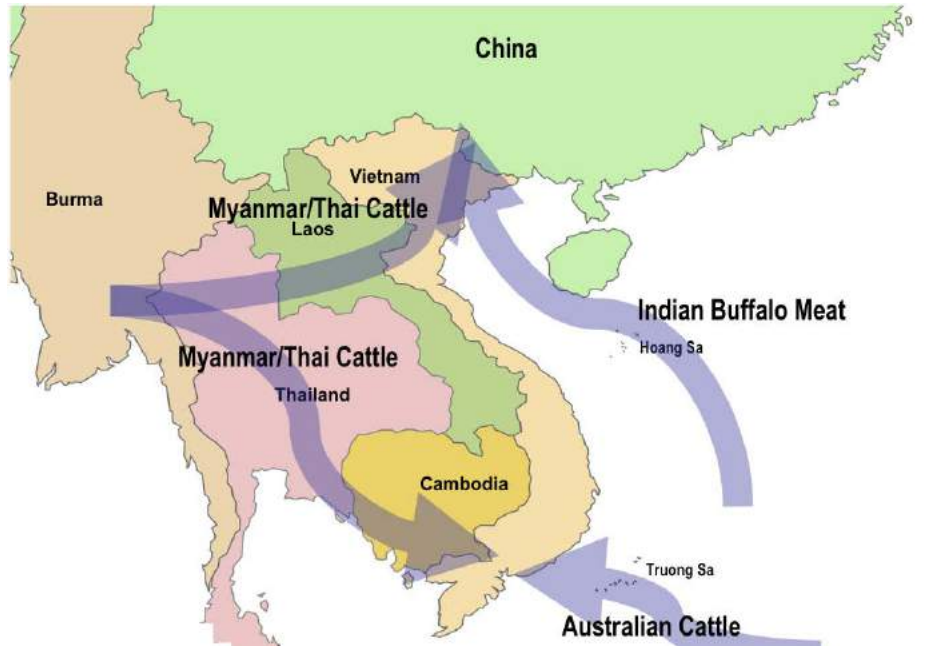 China
Vietnam
Burma
Myanmar/Thai Cattle
Laos
Indian Buffalo Meat
Hoang Sa
Myanmar/Thai Cattle
Thailand
Cambodia
Truong Sa
Australian Cattle